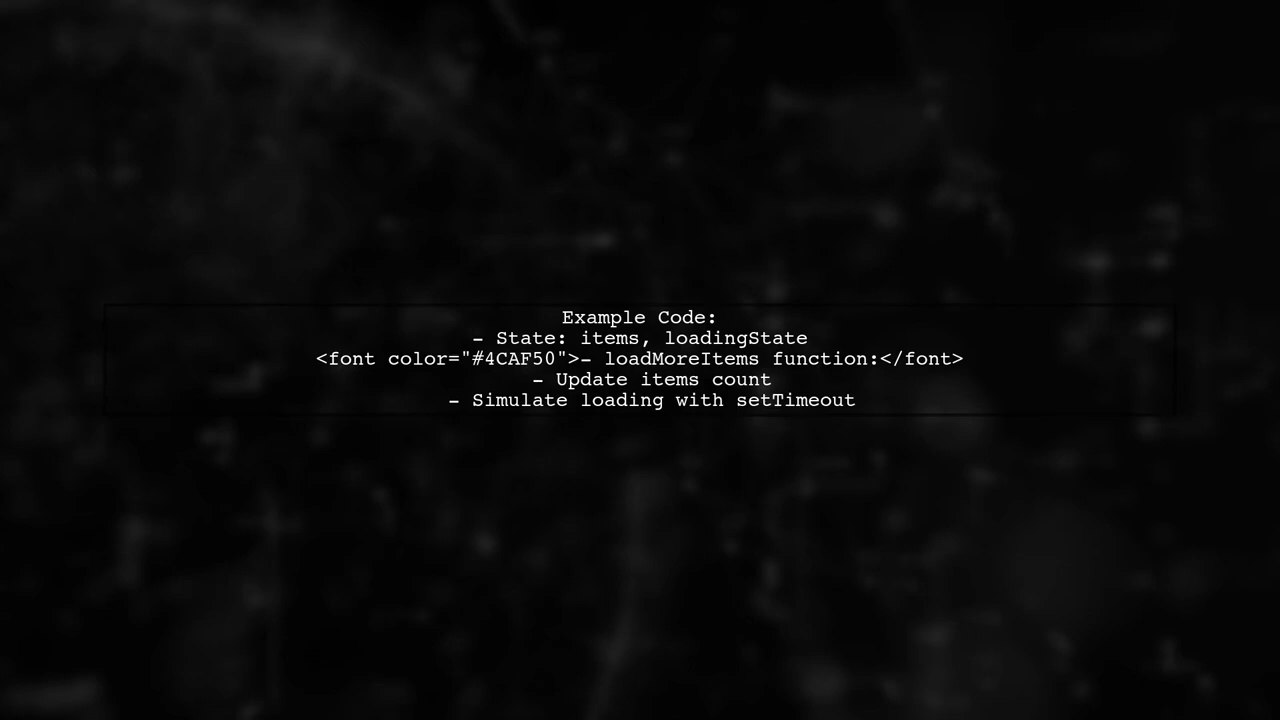 Example Code:
- State: items, loadingState
<font color="#4CAF50">- loadMoreItems function:</font>
- Update items count
- Simulate loading with setTimeout